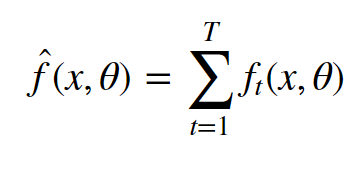 f̂(x, θ) = ∑_{t=1}^{T} f_t(x, θ)